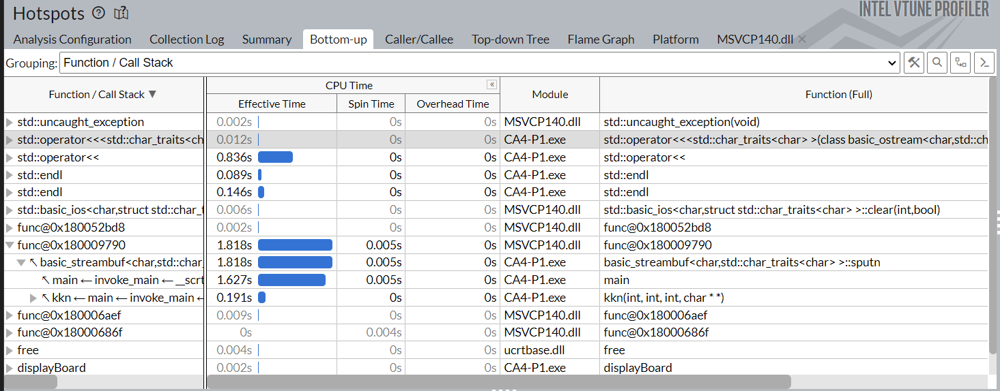 Hotspots
INTEL VTUNE PROFILER
Analysis Configuration Collection Log Summary Bottom-up Caller/Callee Top-down Tree Flame Graph Platform MSVCP140.dll
Grouping: Function / Call Stack
Function / Call Stack CPU Time Module Function (Full)
Effective Time Spin Time Overhead Time
std::uncaught_exception 0.002s 0s 0s MSVCP140.dll std::uncaught_exception(void)
std::operator<<<std::char_traits<ch 0.012s 0s 0s CA4-P1.exe std::operator<<<std::char_traits<char> >(class basic_ostream<char,std::ch
std::operator<< 0.836s 0s 0s CA4-P1.exe std::operator<<
std::endl 0.089s 0s 0s CA4-P1.exe std::endl
std::endl 0.146s 0s 0s CA4-P1.exe std::endl
std::basic_ios<char,struct std::char_t 0.006s 0s 0s MSVCP140.dll std::basic_ios<char,struct std::char_traits<char> >::clear(int,bool)
func@0x180052bd8 0.002s 0s 0s MSVCP140.dll func@0x180052bd8
func@0x180009790 1.818s 0.005s 0s MSVCP140.dll func@0x180009790
↖ basic_streambuf<char,std::char_ 1.818s 0.005s 0s CA4-P1.exe basic_streambuf<char,std::char_traits<char> >::sputn
↖ main ← invoke_main ← __scrt 1.627s 0.005s 0s CA4-P1.exe main
↖ kkn ← main ← invoke_main ← 0.191s 0s 0s CA4-P1.exe kkn(int, int, int, char * *)
func@0x180006aef 0.009s 0s 0s MSVCP140.dll func@0x180006aef
func@0x18000686f 0s 0.004s 0s MSVCP140.dll func@0x18000686f
free 0.004s 0s 0s ucrtbase.dll free
displayBoard 0.002s 0s 0s CA4-P1.exe displayBoard